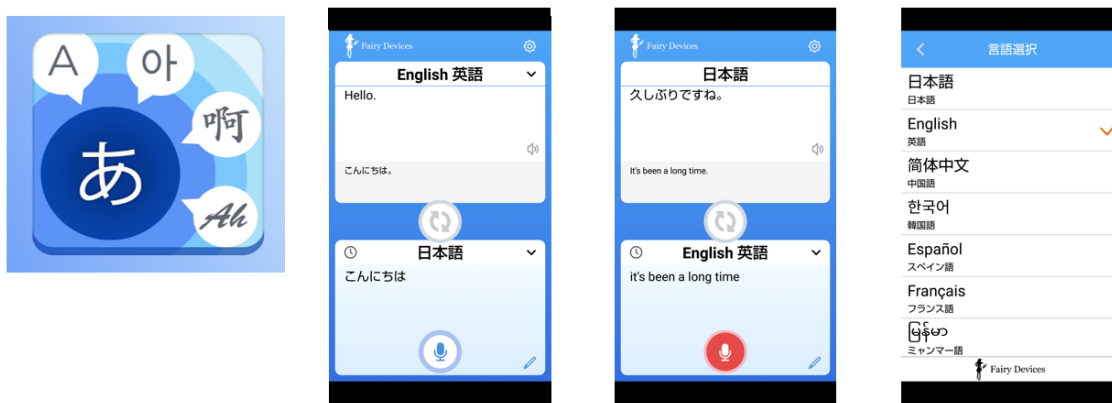 A
아
啊
あ
Ah
Fairy Devices
English 英語
Hello.
こんにちは。
日本語
こんにちは
Fairy Devices
日本語
久しぶりですね。
It's been a long time.
English 英語
it's been a long time
言語選択
日本語
日本語
English
英語
简体中文
中国語
한국어
韓国語
Español
スペイン語
Français
フランス語
မြန်မာ
ミャンマー語
Fairy Devices